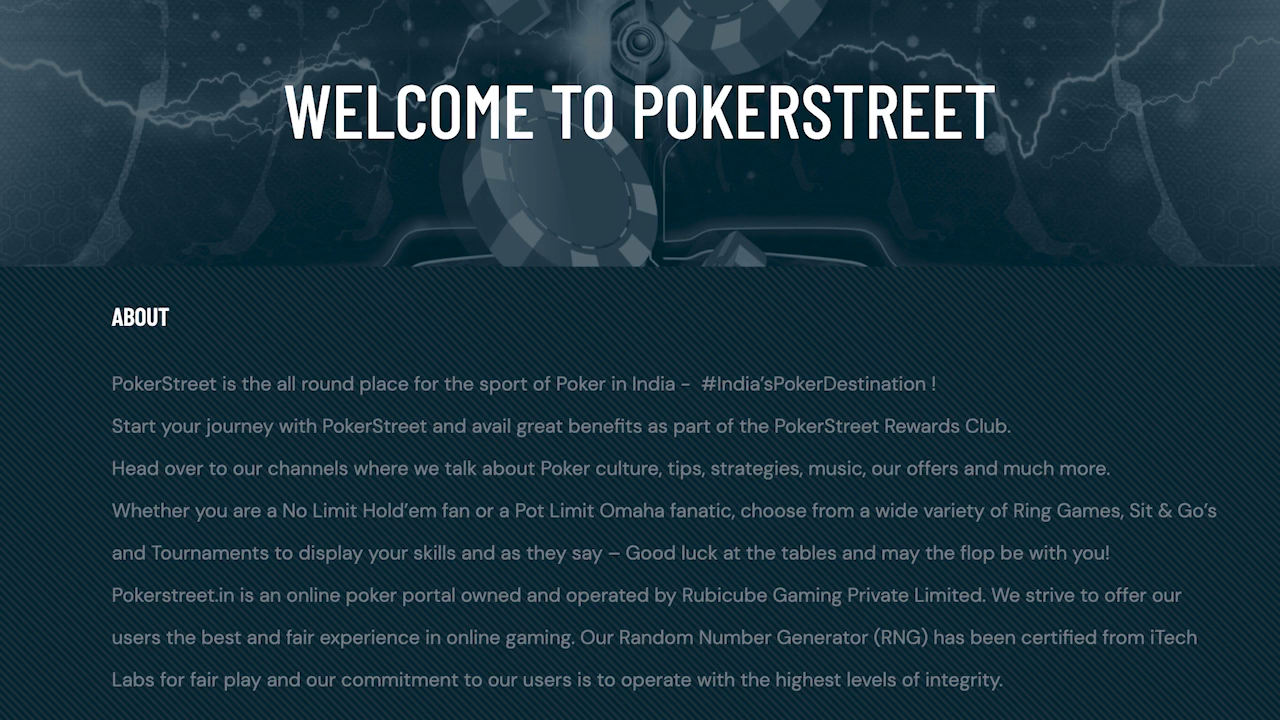 WELCOME TO POKERSTREET
ABOUT
PokerStreet is the all round place for the sport of Poker in India - #India’sPokerDestination !
Start your journey with PokerStreet and avail great benefits as part of the PokerStreet Rewards Club.
Head over to our channels where we talk about Poker culture, tips, strategies, music, our offers and much more.
Whether you are a No Limit Hold’em fan or a Pot Limit Omaha fanatic, choose from a wide variety of Ring Games, Sit & Go’s
and Tournaments to display your skills and as they say – Good luck at the tables and may the flop be with you!
Pokerstreet.in is an online poker portal owned and operated by Rubicube Gaming Private Limited. We strive to offer our
users the best and fair experience in online gaming. Our Random Number Generator (RNG) has been certified from iTech
Labs for fair play and our commitment to our users is to operate with the highest levels of integrity.